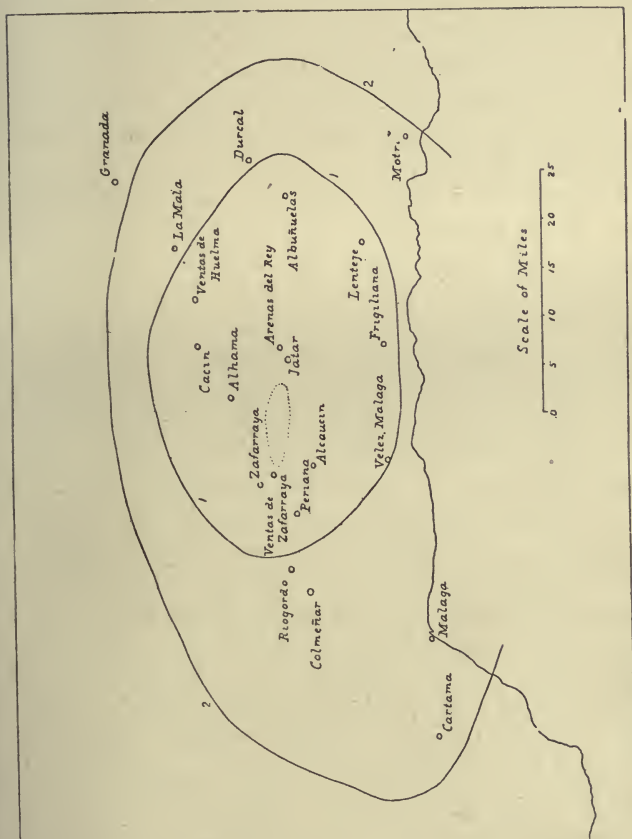 Granada
La Mala
Cacin
Ventas de
Huelma
2
1
Alhama
Durcal
Zafarraya
Ventas de
Zafarraya
Arenas del Rey
Jatar
Albuñuelas
Riogordo
Periana
Alcaucin
Colmeñar
2
1
Lenteje
Frigiliana
Velez, Malaga
Motri
Malaga
Cartama
Scale of Miles
0 5 10 15 20 25